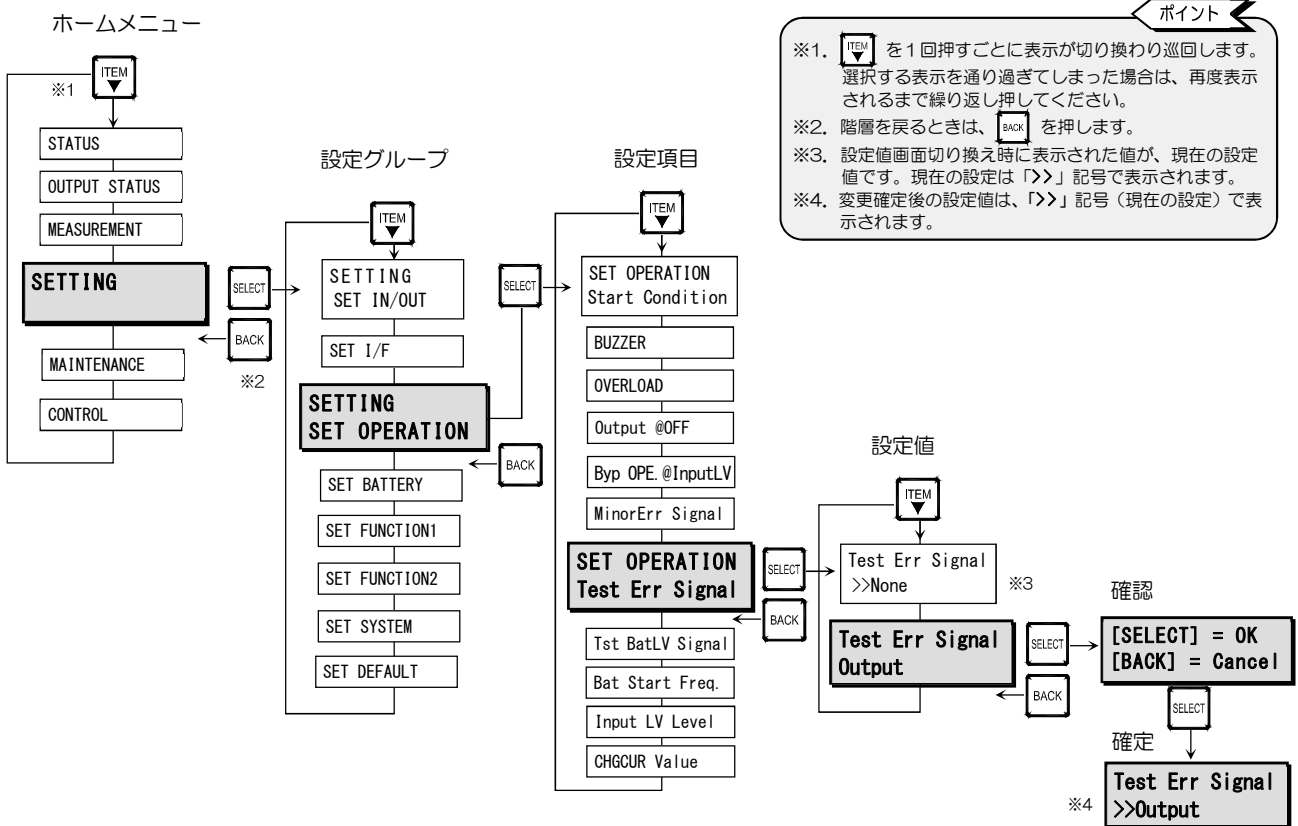 ホームメニュー
ITEM
※1
STATUS
OUTPUT STATUS
MEASUREMENT
SETTING
MAINTENANCE
CONTROL
SELECT
BACK
※2
設定グループ
ITEM
SETTING
SET IN/OUT
SET I/F
SETTING
SET OPERATION
SET BATTERY
SET FUNCTION1
SET FUNCTION2
SET SYSTEM
SET DEFAULT
SELECT
BACK
設定項目
ITEM
SET OPERATION
Start Condition
BUZZER
OVERLOAD
Output @OFF
Byp OPE.@InputLV
MinorErr Signal
SET OPERATION
Test Err Signal
Tst BatLV Signal
Bat Start Freq.
Input LV Level
CHGCUR Value
SELECT
BACK
設定値
ITEM
Test Err Signal
>>None
※3
Test Err Signal
Output
SELECT
BACK
確認
[SELECT] = OK
[BACK] = Cancel
SELECT
確定
Test Err Signal
>>Output
※4
ポイント
※1. ITEM を1回押すごとに表示が切り換わり巡回します。
選択する表示を通り過ぎてしまった場合は、再度表示
されるまで繰り返し押してください。
※2. 階層を戻るときは、 BACK を押します。
※3. 設定値画面切り換え時に表示された値が、現在の設定
値です。現在の設定は「>>」記号で表示されます。
※4. 変更確定後の設定値は、「>>」記号（現在の設定）で表
示されます。